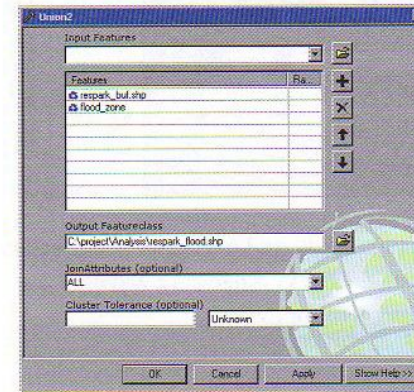 Union2
Input Features
Features Ra...
respark_buf.shp
flood_zone
Output Featureclass
C:\project\Analysis\respark_flood.shp
JoinAttributes (optional)
ALL
Cluster Tolerance (optional)
Unknown
OK Cancel Apply Show Help >>